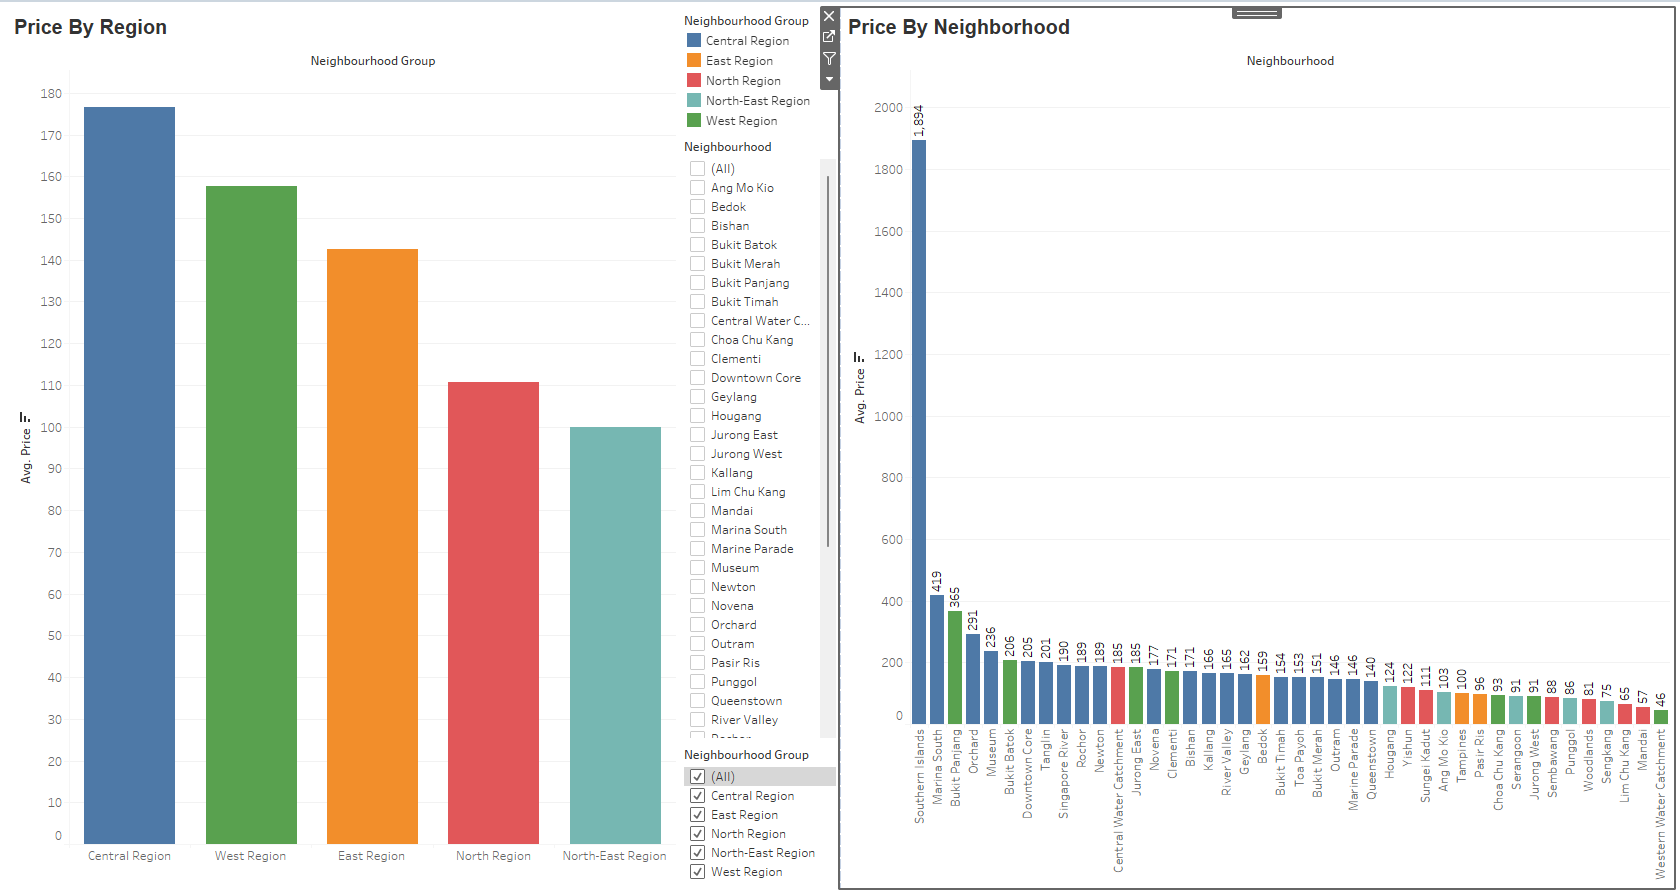 Price By Region
Neighbourhood Group
180
170
160
150
140
130
120
110
100
90
80
70
60
50
40
30
20
10
0
Avg. Price
Central Region
West Region
East Region
North Region
North-East Region
Neighbourhood Group
Central Region
East Region
North Region
North-East Region
West Region
Neighbourhood
(All)
Ang Mo Kio
Bedok
Bishan
Bukit Batok
Bukit Merah
Bukit Panjang
Bukit Timah
Central Water C...
Choa Chu Kang
Clementi
Downtown Core
Geylang
Hougang
Jurong East
Jurong West
Kallang
Lim Chu Kang
Mandai
Marina South
Marine Parade
Museum
Newton
Novena
Orchard
Outram
Pasir Ris
Punggol
Queenstown
River Valley
Rochor
Neighbourhood Group
(All)
Central Region
East Region
North Region
North-East Region
West Region
Price By Neighborhood
Neighbourhood
2000
1800
1600
1400
1200
1000
800
600
400
200
0
Avg. Price
1,894
419
365
291
236
206
205
201
190
189
189
185
185
177
171
171
166
165
162
159
154
153
151
146
146
140
124
122
111
103
100
96
93
91
91
88
86
81
75
65
57
46
Southern Islands
Marina South
Bukit Panjang
Orchard
Museum
Bukit Batok
Downtown Core
Tanglin
Singapore River
Rochor
Newton
Central Water Catchment
Jurong East
Novena
Clementi
Bishan
Kallang
River Valley
Geylang
Bedok
Bukit Timah
Toa Payoh
Bukit Merah
Outram
Marine Parade
Queenstown
Hougang
Yishun
Sungei Kadut
Ang Mo Kio
Tampines
Pasir Ris
Choa Chu Kang
Serangoon
Jurong West
Sembawang
Punggol
Woodlands
Sengkang
Lim Chu Kang
Mandai
Western Water Catchment